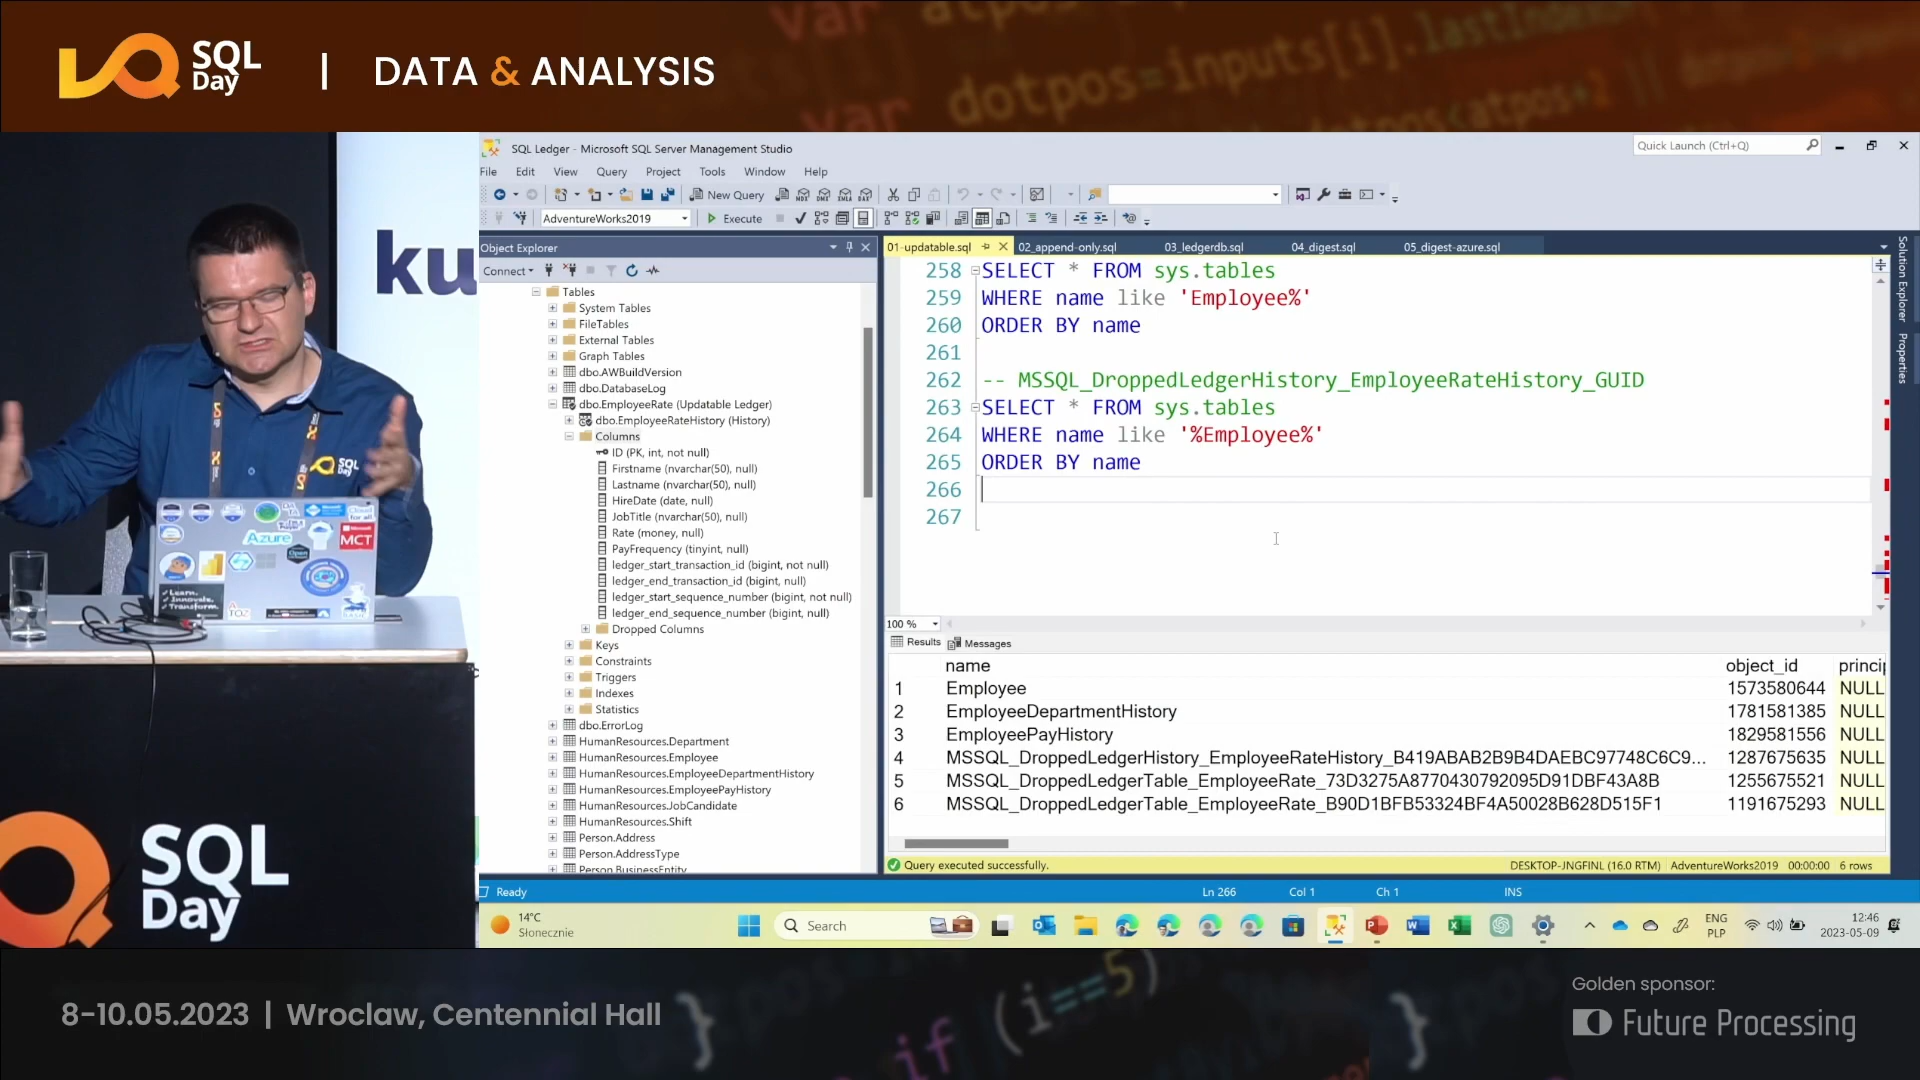 SQL
Day
DATA & ANALYSIS
ku
SQL Ledger - Microsoft SQL Server Management Studio
Quick Launch (Ctrl+Q)
File Edit View Query Project Tools Window Help
New Query
AdventureWorks2019
Execute
Object Explorer
Connect
Tables
System Tables
FileTables
External Tables
Graph Tables
dbo.AWBuildVersion
dbo.DatabaseLog
dbo.EmployeeRate (Updatable Ledger)
dbo.EmployeeRateHistory (History)
Columns
ID (PK, int, not null)
Firstname (nvarchar(50), null)
Lastname (nvarchar(50), null)
HireDate (date, null)
JobTitle (nvarchar(50), null)
Rate (money, null)
PayFrequency (tinyint, null)
ledger_start_transaction_id (bigint, not null)
ledger_end_transaction_id (bigint, null)
ledger_start_sequence_number (bigint, not null)
ledger_end_sequence_number (bigint, null)
Dropped Columns
Keys
Constraints
Triggers
Indexes
Statistics
dbo.ErrorLog
HumanResources.Department
HumanResources.Employee
HumanResources.EmployeeDepartmentHistory
HumanResources.EmployeePayHistory
HumanResources.JobCandidate
HumanResources.Shift
Person.Address
Person.AddressType
Person.BusinessEntity
01-updatable.sql 02_append-only.sql 03_ledgerdb.sql 04_digest.sql 05_digest-azure.sql
258 SELECT * FROM sys.tables
259 WHERE name like 'Employee%'
260 ORDER BY name
261
262 -- MSSQL_DroppedLedgerHistory_EmployeeRateHistory_GUID
263 SELECT * FROM sys.tables
264 WHERE name like '%Employee%'
265 ORDER BY name
266
267
Solution Explorer
Properties
100 %
Results Messages
name object_id princi
1 Employee 1573580644 NULL
2 EmployeeDepartmentHistory 1781581385 NULL
3 EmployeePayHistory 1829581556 NULL
4 MSSQL_DroppedLedgerHistory_EmployeeRateHistory_B419ABAB2B9B4DAEBC97748C6C9... 1287675635 NULL
5 MSSQL_DroppedLedgerTable_EmployeeRate_73D3275A8770430792095D91DBF43A8B 1255675521 NULL
6 MSSQL_DroppedLedgerTable_EmployeeRate_B90D1BFB53324BF4A50028B628D515F1 1191675293 NULL
Query executed successfully. DESKTOP-JNGFINL (16.0 RTM) AdventureWorks2019 00:00:00 6 rows
Ready Ln 266 Col 1 Ch 1 INS
14°C
Słonecznie
Search
ENG
PLP
12:46
2023-05-09
SQL
Day
Azure
MCT
Learn.
Innovate.
Transform.
SQL
Day
8-10.05.2023 | Wroclaw, Centennial Hall
Golden sponsor:
Future Processing